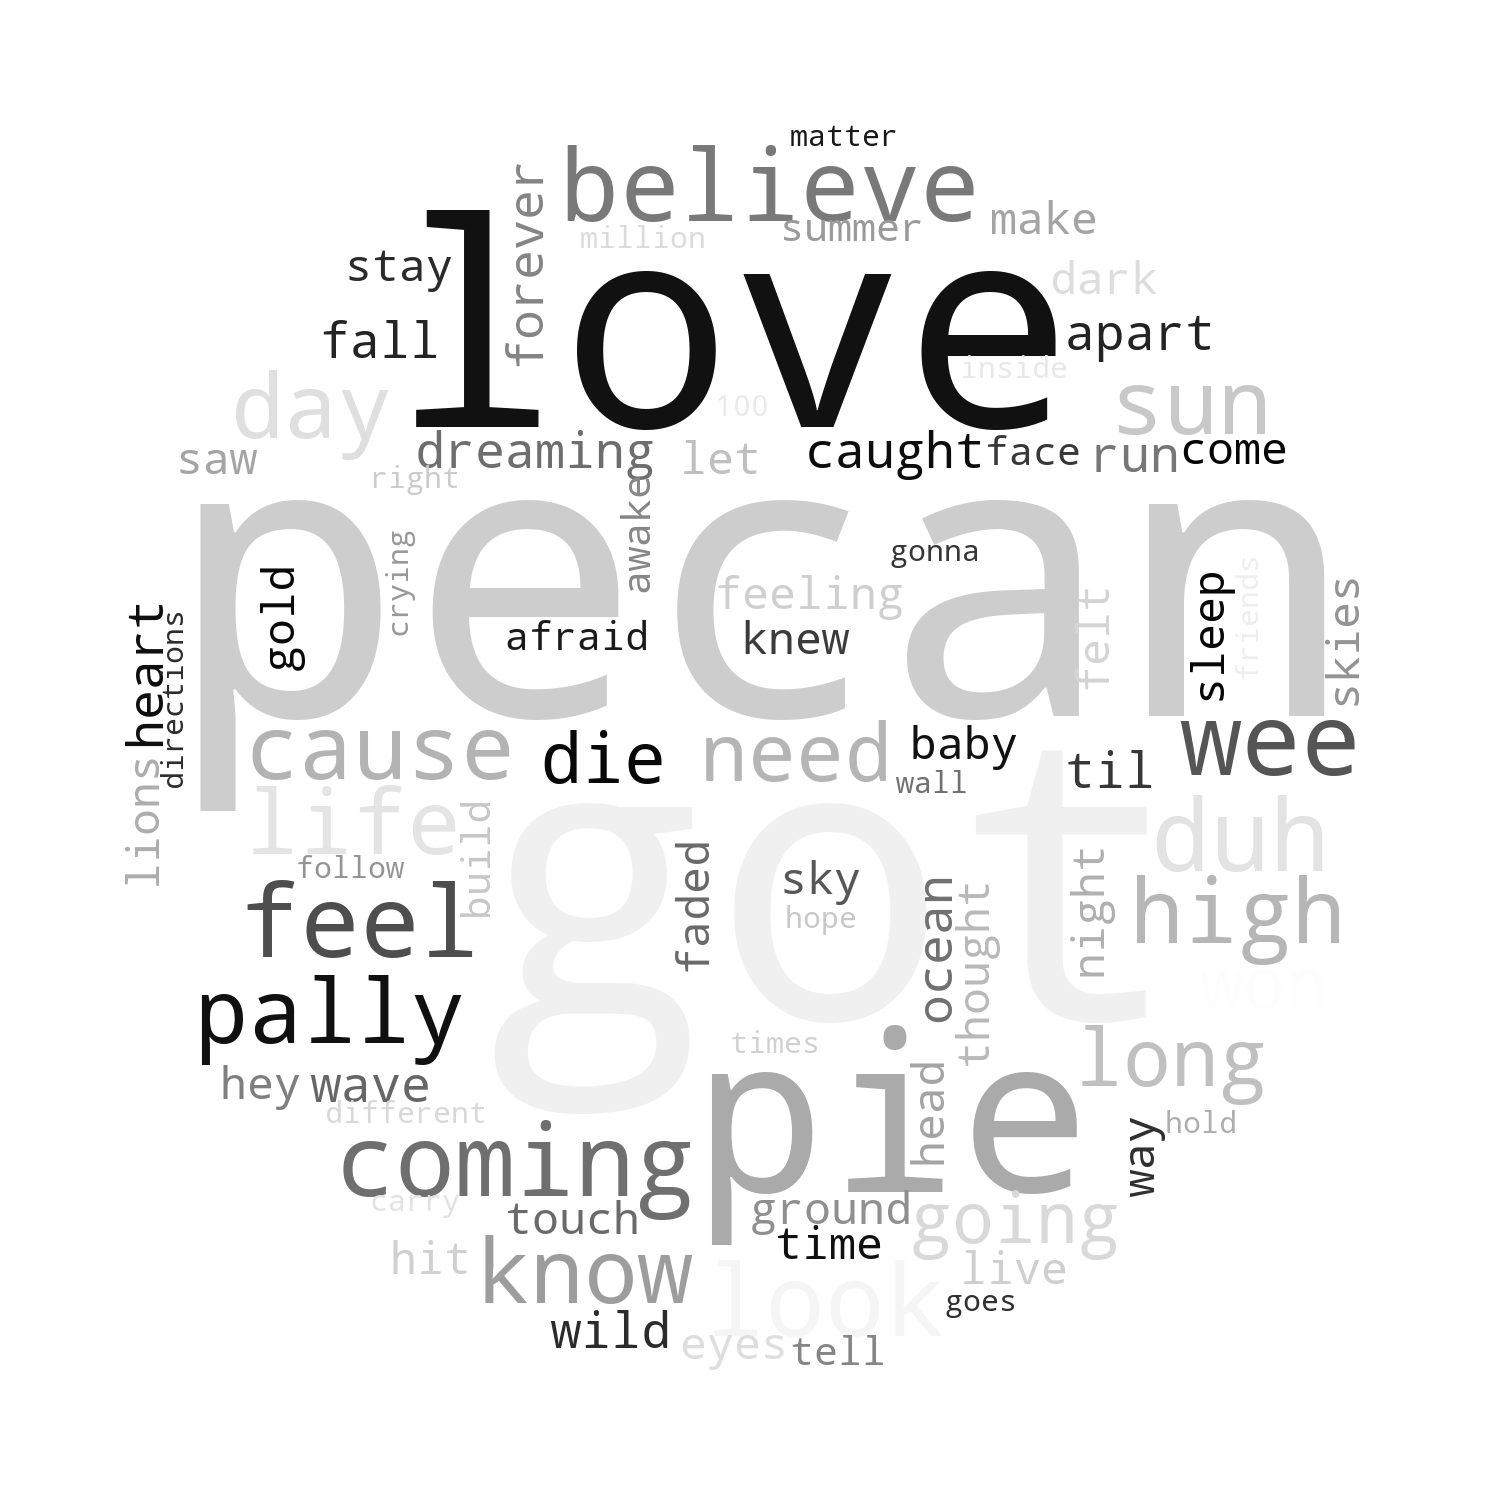 matter
believe
forever
summer
make
million
stay
love
dark
fall
apart
inside
day
100
sun
saw
dreaming
let
caught
face
run
come
right
pecan
awake
crying
gonna
gold
feeling
felt
sleep
friends
skies
heart
directions
afraid
knew
cause
die
need
baby
wee
wall
til
lions
life
build
got
duh
follow
faded
sky
hope
ocean
thought
night
feel
high
won
pally
times
pie
long
hey
wave
head
different
way
hold
coming
carry
touch
ground
going
time
hit
know
look
live
goes
wild
eyes
tell